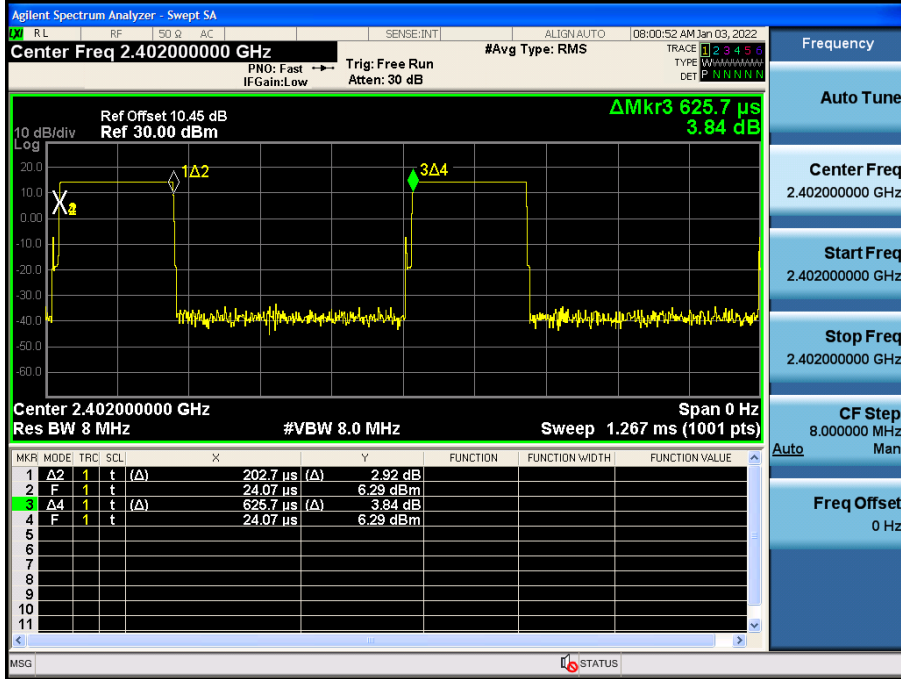 Agilent Spectrum Analyzer - Swept SA
LXI RL RF 50 Ω AC SENSE:INT ALIGN AUTO 08:00:52 AM Jan 03, 2022
Center Freq 2.402000000 GHz #Avg Type: RMS TRACE 1 2 3 4 5 6
PNO: Fast Trig: Free Run TYPE WWWWWW
IFGain:Low Atten: 30 dB DET P N N N N N
ΔMkr3 625.7 µs
3.84 dB
Ref Offset 10.45 dB
10 dB/div Ref 30.00 dBm
Log
20.0
10.0
0.00
-10.0
-20.0
-30.0
-40.0
-50.0
-60.0
1Δ2
3Δ4
X
Center 2.402000000 GHz Span 0 Hz
Res BW 8 MHz #VBW 8.0 MHz Sweep 1.267 ms (1001 pts)
MKR MODE TRC SCL X Y FUNCTION FUNCTION WIDTH FUNCTION VALUE
1 Δ2 1 t (Δ) 202.7 µs (Δ) 2.92 dB
2 F 1 t 24.07 µs 6.29 dBm
3 Δ4 1 t (Δ) 625.7 µs (Δ) 3.84 dB
4 F 1 t 24.07 µs 6.29 dBm
5
6
7
8
9
10
11
MSG STATUS
Frequency
Auto Tune
Center Freq
2.402000000 GHz
Start Freq
2.402000000 GHz
Stop Freq
2.402000000 GHz
CF Step
8.000000 MHz
Auto Man
Freq Offset
0 Hz